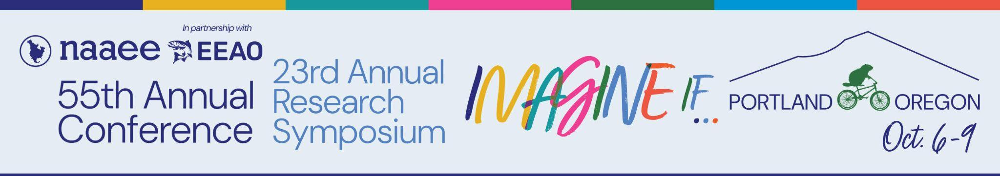 In partnership with
naaee EEAO
55th Annual
Conference
23rd Annual
Research
Symposium
IMAGINE IF...
PORTLAND OREGON
Oct. 6-9